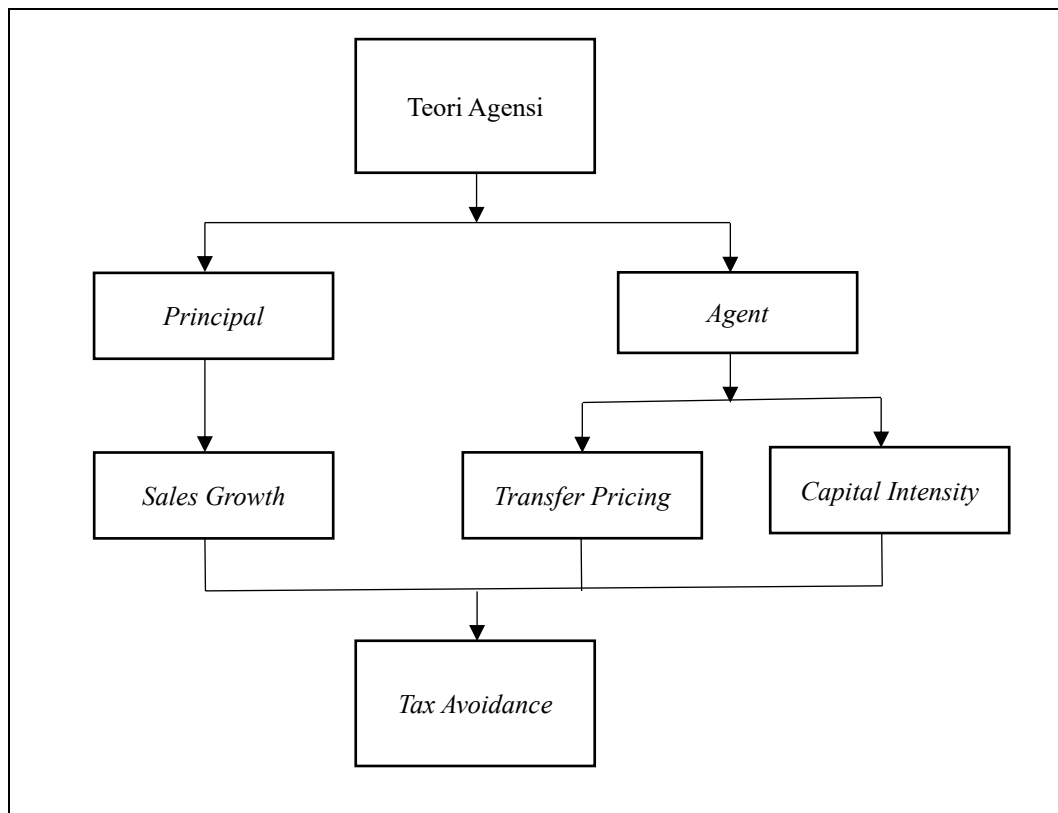 Teori Agensi
Principal
Agent
Sales Growth
Transfer Pricing
Capital Intensity
Tax Avoidance